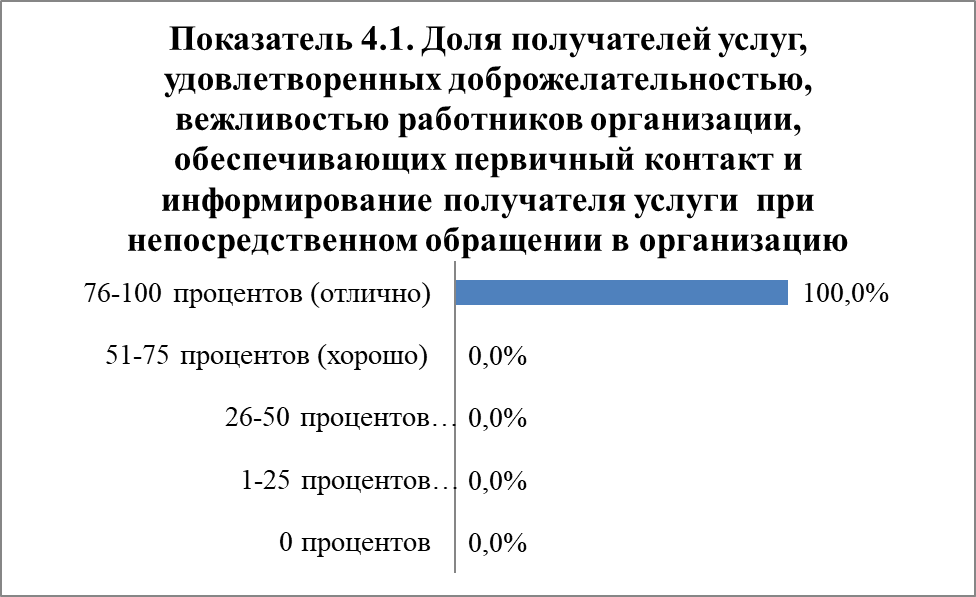 Показатель 4.1. Доля получателей услуг,
удовлетворенных доброжелательностью,
вежливостью работников организации,
обеспечивающих первичный контакт и
информирование получателя услуги при
непосредственном обращении в организацию
76-100 процентов (отлично) 100,0%
51-75 процентов (хорошо) 0,0%
26-50 процентов… 0,0%
1-25 процентов… 0,0%
0 процентов 0,0%